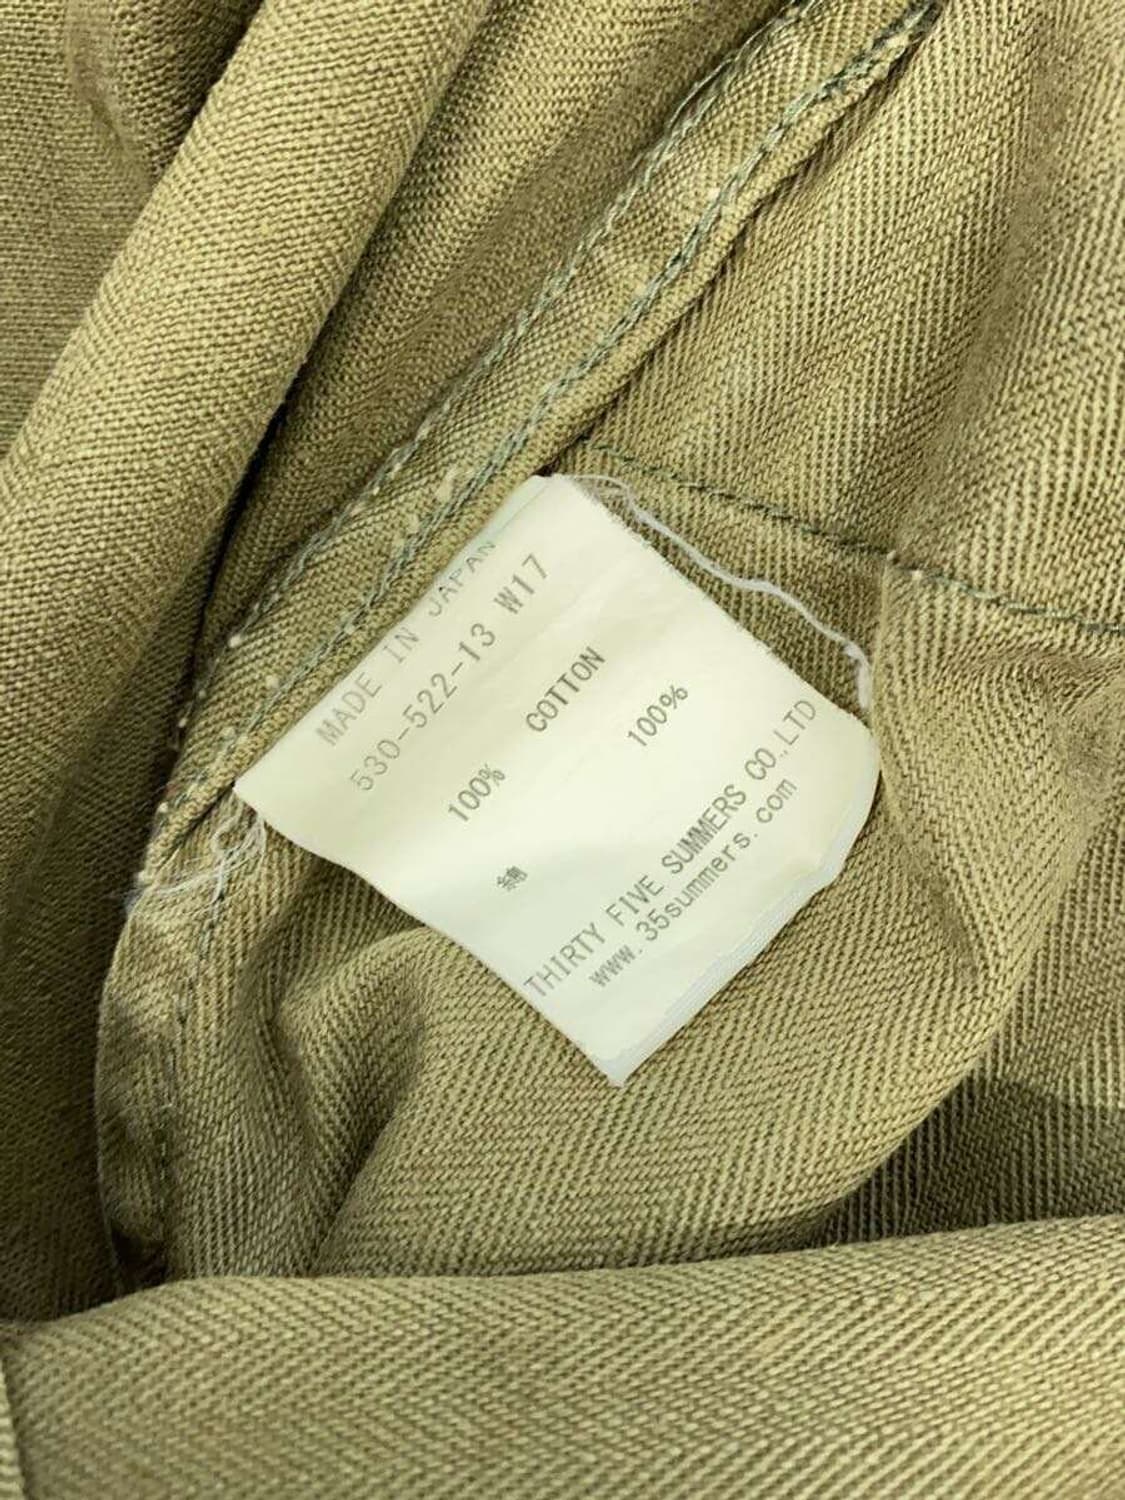 MADE IN JAPAN
530-522-13 W17
綿 100%
COTTON 100%
THIRTY FIVE SUMMERS CO.,LTD
www.35summers.com